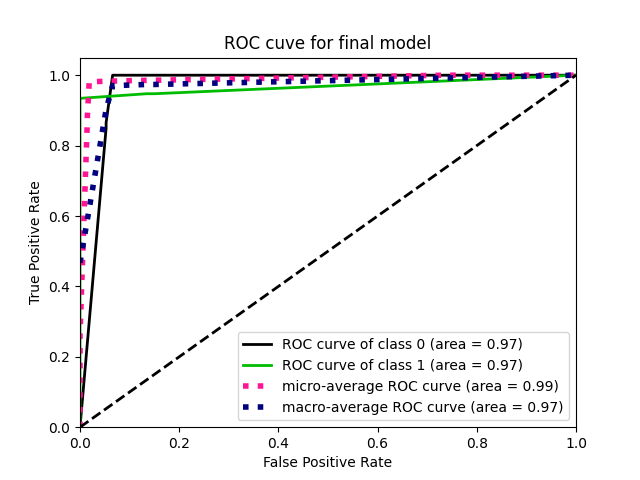 ROC cuve for final model
True Positive Rate
1.0
0.8
0.6
0.4
0.2
0.0
ROC curve of class 0 (area = 0.97)
ROC curve of class 1 (area = 0.97)
micro-average ROC curve (area = 0.99)
macro-average ROC curve (area = 0.97)
0.0 0.2 0.4 0.6 0.8 1.0
False Positive Rate